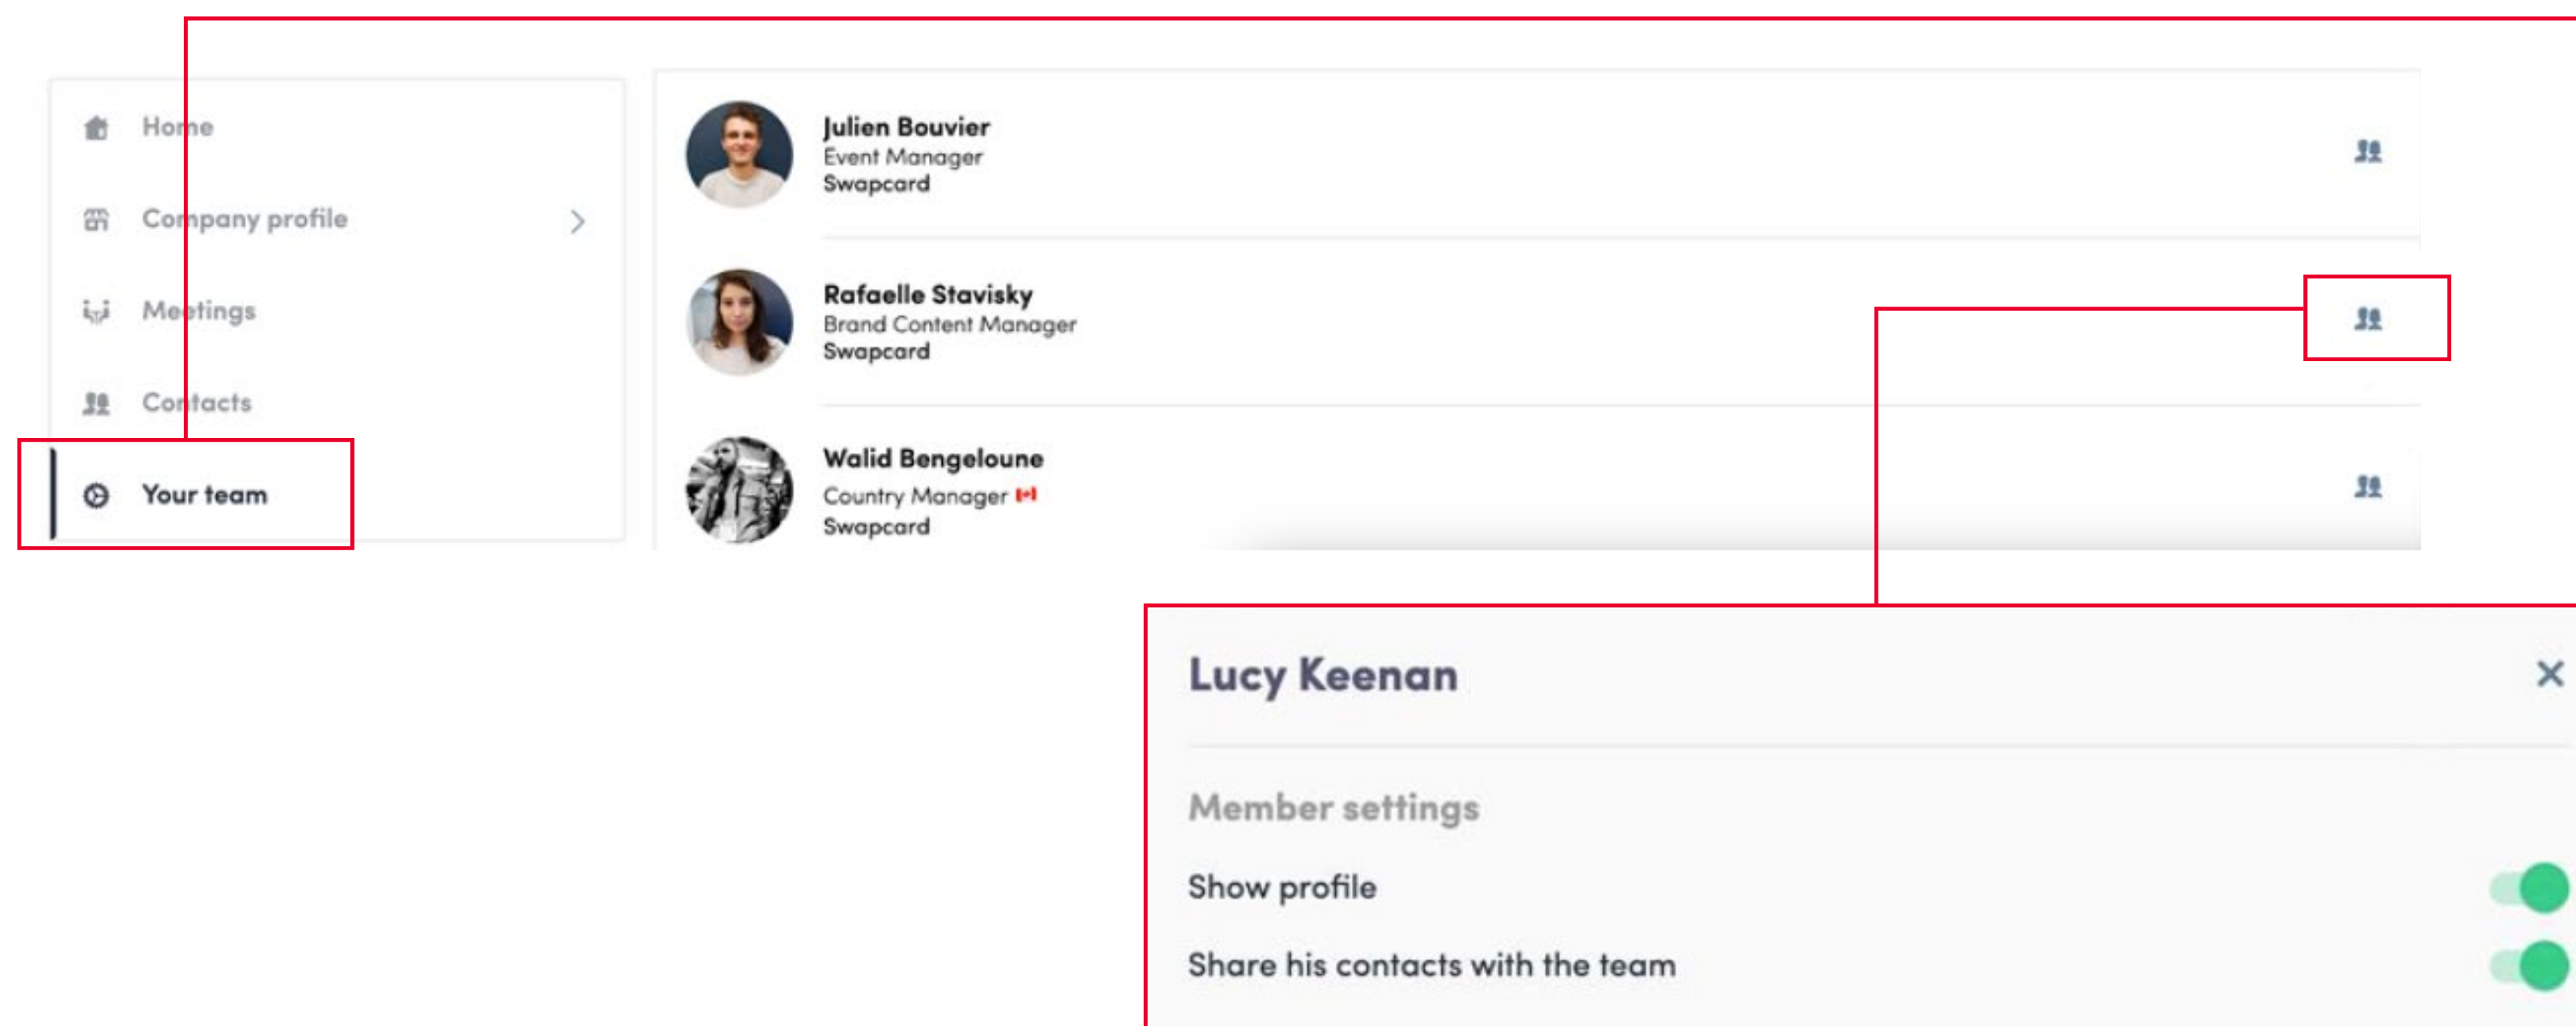 Home
Company profile
Meetings
Contacts
Your team
Julien Bouvier
Event Manager
Swapcard
Rafaelle Stavisky
Brand Content Manager
Swapcard
Walid Bengeloune
Country Manager 🇨🇦
Swapcard
Lucy Keenan
Member settings
Show profile
Share his contacts with the team